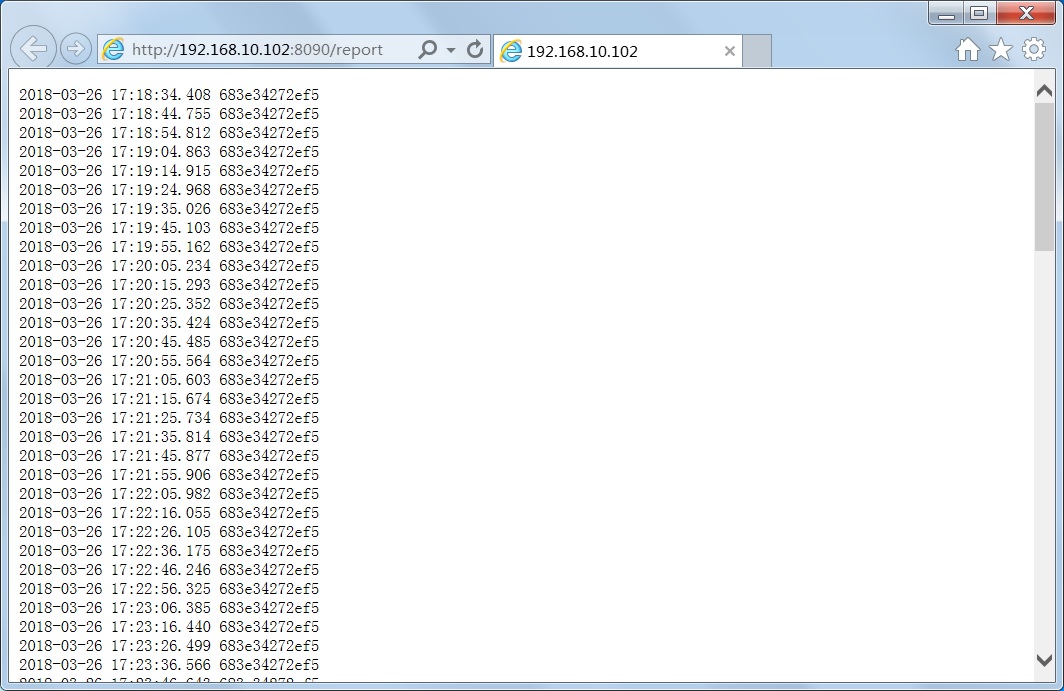 http://192.168.10.102:8090/report
192.168.10.102
2018-03-26 17:18:34.408 683e34272ef5
2018-03-26 17:18:44.755 683e34272ef5
2018-03-26 17:18:54.812 683e34272ef5
2018-03-26 17:19:04.863 683e34272ef5
2018-03-26 17:19:14.915 683e34272ef5
2018-03-26 17:19:24.968 683e34272ef5
2018-03-26 17:19:35.026 683e34272ef5
2018-03-26 17:19:45.103 683e34272ef5
2018-03-26 17:19:55.162 683e34272ef5
2018-03-26 17:20:05.234 683e34272ef5
2018-03-26 17:20:15.293 683e34272ef5
2018-03-26 17:20:25.352 683e34272ef5
2018-03-26 17:20:35.424 683e34272ef5
2018-03-26 17:20:45.485 683e34272ef5
2018-03-26 17:20:55.564 683e34272ef5
2018-03-26 17:21:05.603 683e34272ef5
2018-03-26 17:21:15.674 683e34272ef5
2018-03-26 17:21:25.734 683e34272ef5
2018-03-26 17:21:35.814 683e34272ef5
2018-03-26 17:21:45.877 683e34272ef5
2018-03-26 17:21:55.906 683e34272ef5
2018-03-26 17:22:05.982 683e34272ef5
2018-03-26 17:22:16.055 683e34272ef5
2018-03-26 17:22:26.105 683e34272ef5
2018-03-26 17:22:36.175 683e34272ef5
2018-03-26 17:22:46.246 683e34272ef5
2018-03-26 17:22:56.325 683e34272ef5
2018-03-26 17:23:06.385 683e34272ef5
2018-03-26 17:23:16.440 683e34272ef5
2018-03-26 17:23:26.499 683e34272ef5
2018-03-26 17:23:36.566 683e34272ef5